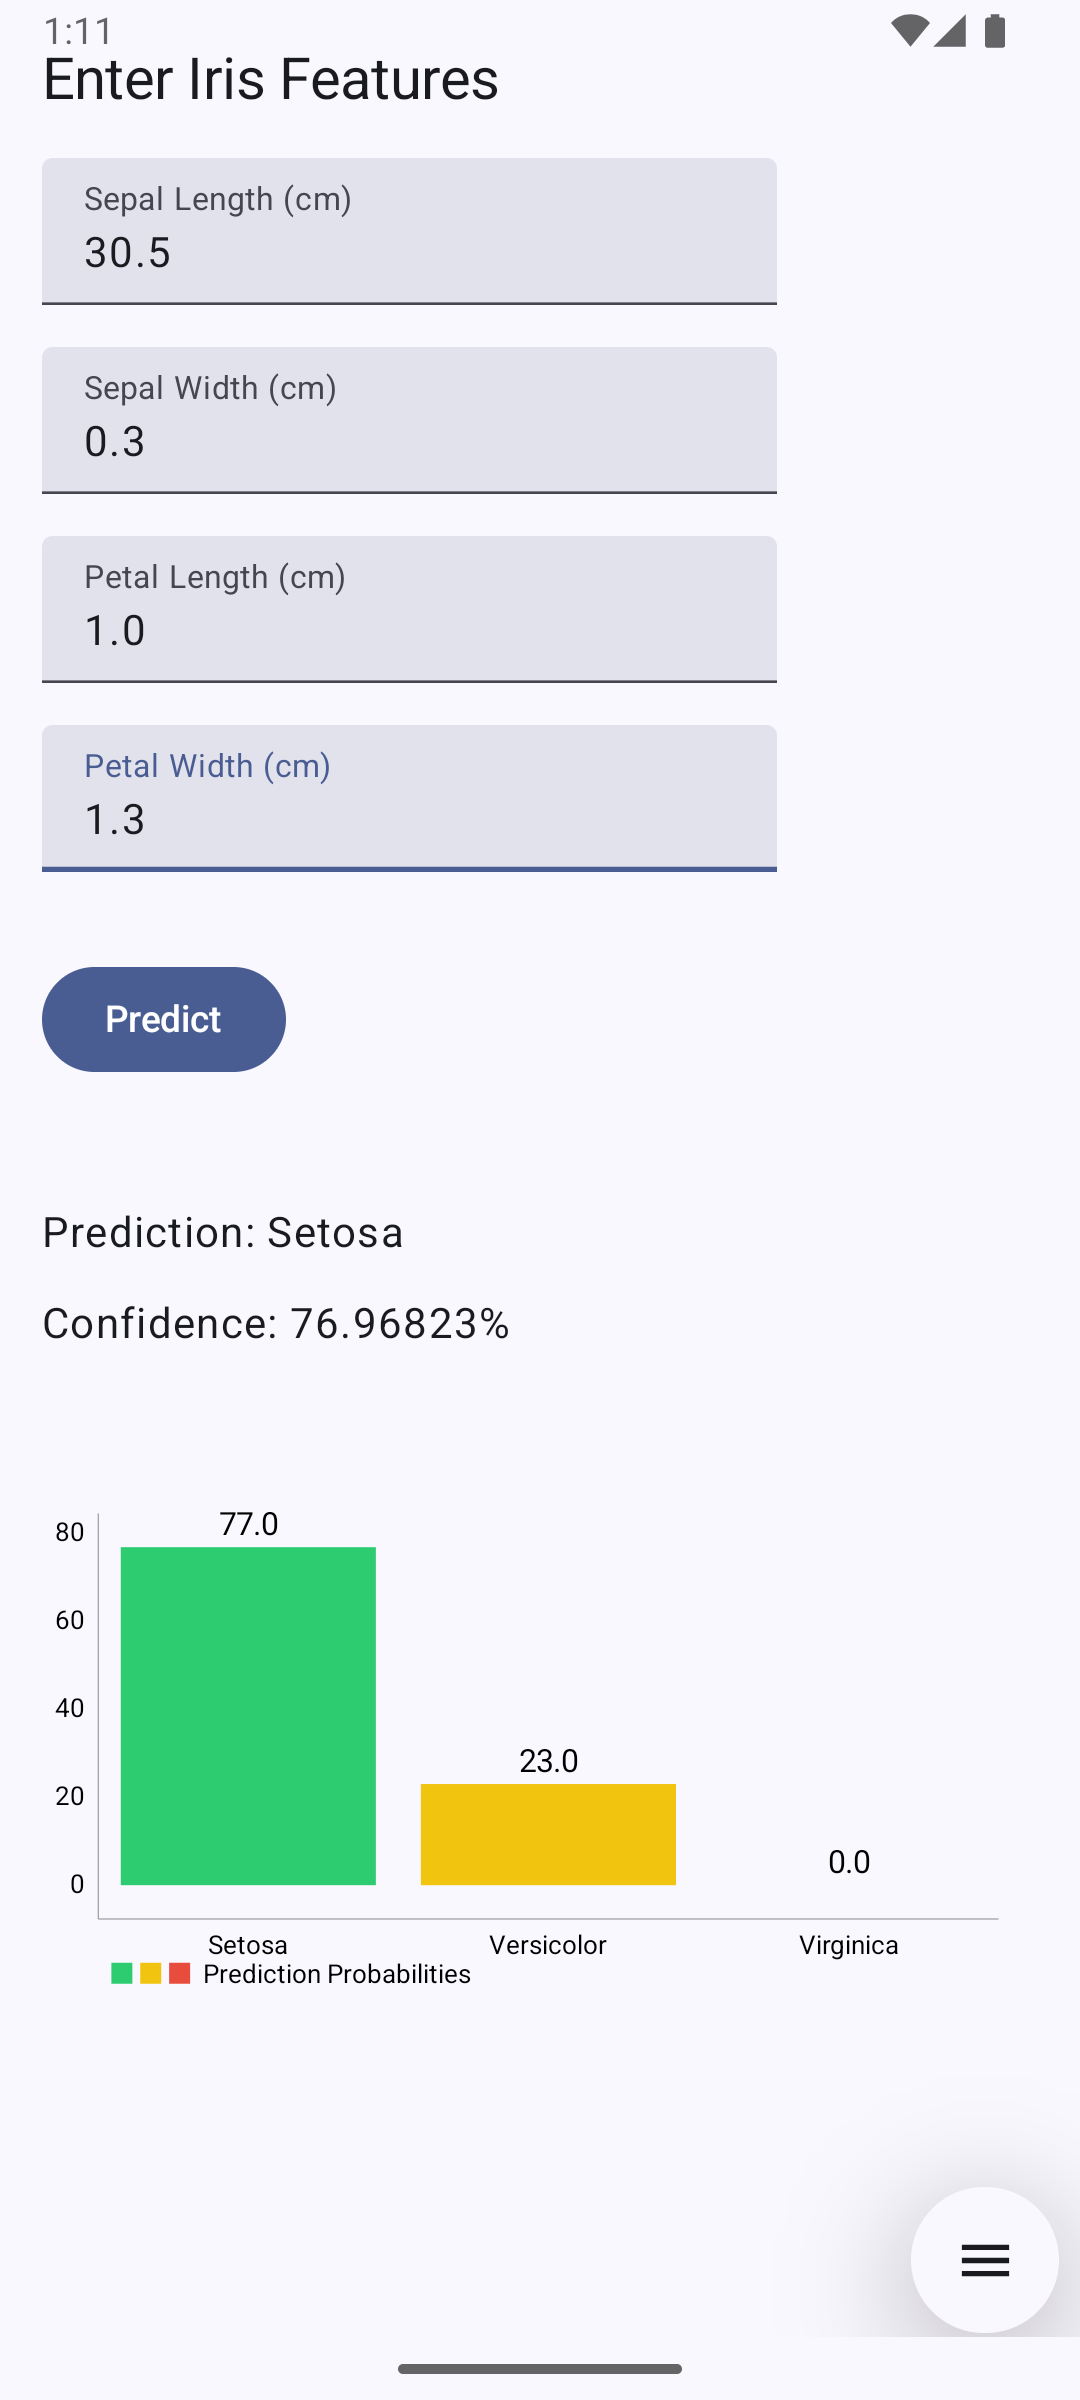 1:11
Enter Iris Features
Sepal Length (cm)
30.5
Sepal Width (cm)
0.3
Petal Length (cm)
1.0
Petal Width (cm)
1.3
Predict
Prediction: Setosa
Confidence: 76.96823%
80
77.0
60
40
23.0
20
0.0
0
Setosa Versicolor Virginica
Prediction Probabilities